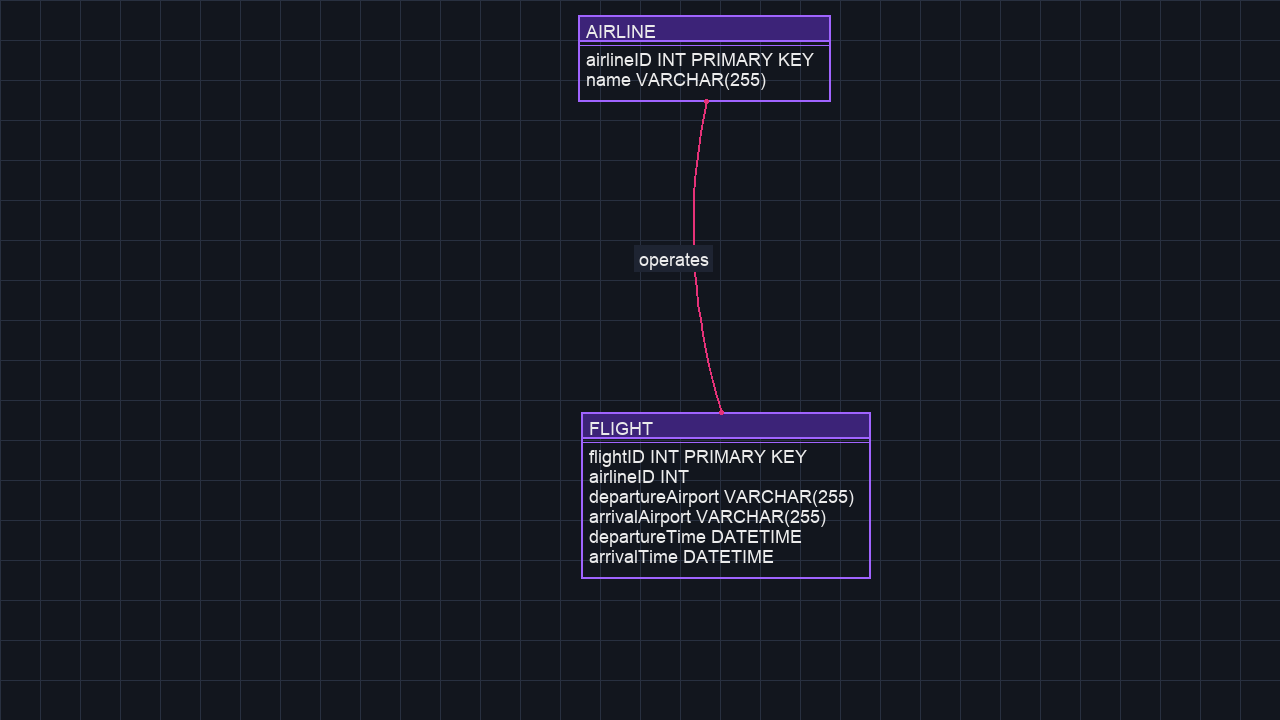 AIRLINE
airlineID INT PRIMARY KEY
name VARCHAR(255)
operates
FLIGHT
flightID INT PRIMARY KEY
airlineID INT
departureAirport VARCHAR(255)
arrivalAirport VARCHAR(255)
departureTime DATETIME
arrivalTime DATETIME